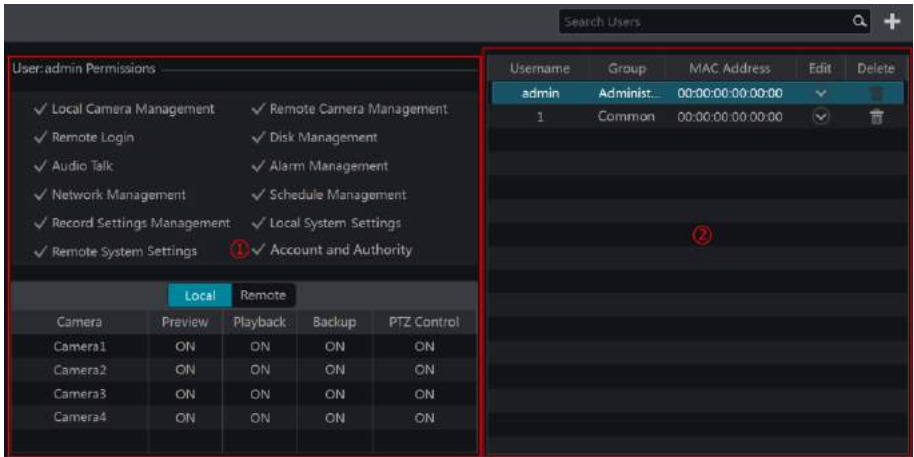 Search Users
User:admin Permissions
Local Camera Management Remote Camera Management
Remote Login Disk Management
Audio Talk Alarm Management
Network Management Schedule Management
Record Settings Management Local System Settings
Remote System Settings ① Account and Authority
Local Remote
Camera Preview Playback Backup PTZ Control
Camera1 ON ON ON ON
Camera2 ON ON ON ON
Camera3 ON ON ON ON
Camera4 ON ON ON ON
Username Group MAC Address Edit Delete
admin Administ... 00:00:00:00:00:00
1 Common 00:00:00:00:00:00
②